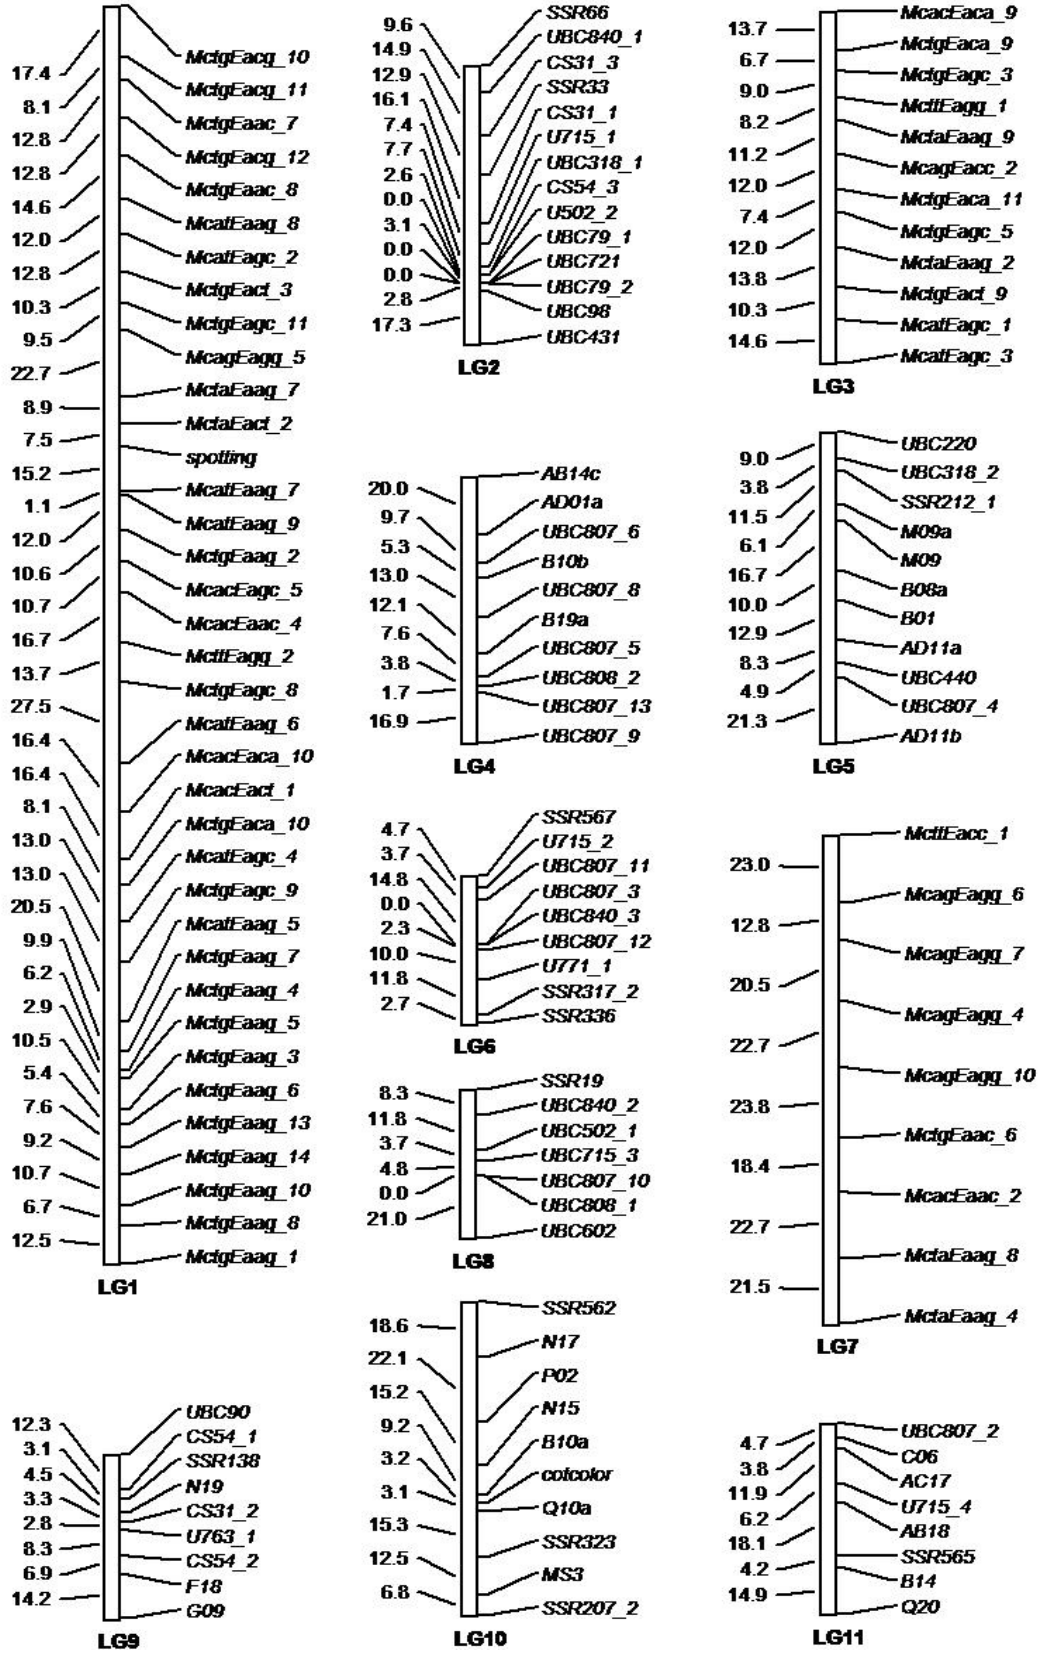 17.4
8.1
12.8
12.8
14.6
12.0
12.8
10.3
9.5
22.7
8.9
7.5
15.2
1.1
12.0
10.6
10.7
16.7
13.7
27.5
16.4
16.4
8.1
13.0
13.0
20.5
9.9
6.2
2.9
10.5
5.4
7.6
9.2
10.7
6.7
12.5
MctgEacg_10
MctgEacg_11
MctgEaac_7
MctgEacg_12
MctgEaac_8
McatEaag_8
McatEagc_2
MctgEact_3
MctgEagc_11
McagEagg_5
MctaEaag_7
MctaEact_2
spotting
McatEaag_7
McatEaag_9
MctgEaag_2
McacEagc_5
McacEaac_4
McttEagg_2
MctgEagc_8
McatEaag_6
McacEaca_10
McacEact_1
MctgEaca_10
McatEagc_4
MctgEagc_9
McatEaag_5
MctgEaag_7
MctgEaag_4
MctgEaag_5
MctgEaag_3
MctgEaag_6
MctgEaag_13
MctgEaag_14
MctgEaag_10
MctgEaag_8
MctgEaag_1
LG1
9.6
14.9
12.9
16.1
7.4
7.7
2.6
0.0
3.1
0.0
0.0
2.8
17.3
SSR66
UBC840_1
CS31_3
SSR33
CS31_1
U715_1
UBC318_1
CS54_3
U502_2
UBC79_1
UBC721
UBC79_2
UBC98
UBC431
LG2
13.7
6.7
9.0
8.2
11.2
12.0
7.4
12.0
13.8
10.3
14.6
McacEaca_9
MctgEaca_9
MctgEagc_3
McttEagg_1
MctaEaag_9
McagEacc_2
MctgEaca_11
MctgEagc_5
MctaEaag_2
MctgEact_9
McatEagc_1
McatEagc_3
LG3
20.0
9.7
5.3
13.0
12.1
7.6
3.8
1.7
16.9
AB14c
AD01a
UBC807_6
B10b
UBC807_8
B19a
UBC807_5
UBC808_2
UBC807_13
UBC807_9
LG4
9.0
3.8
11.5
6.1
16.7
10.0
12.9
8.3
4.9
21.3
UBC220
UBC318_2
SSR212_1
M09a
M09
B08a
B01
AD11a
UBC440
UBC807_4
AD11b
LG5
4.7
3.7
14.8
0.0
2.3
10.0
11.8
2.7
SSR567
U715_2
UBC807_11
UBC807_3
UBC840_3
UBC807_12
U771_1
SSR317_2
SSR336
LG6
23.0
12.8
20.5
22.7
23.8
18.4
22.7
21.5
McttEacc_1
McagEagg_6
McagEagg_7
McagEagg_4
McagEagg_10
MctgEaac_6
McacEaac_2
MctaEaag_8
MctaEaag_4
LG7
8.3
11.8
3.7
4.8
0.0
21.0
SSR19
UBC840_2
UBC502_1
UBC715_3
UBC807_10
UBC808_1
UBC602
LG8
12.3
3.1
4.5
3.3
2.8
8.3
6.9
14.2
UBC90
CS54_1
SSR138
N19
CS31_2
U763_1
CS54_2
F18
G09
LG9
18.6
22.1
15.2
9.2
3.2
3.1
15.3
12.5
6.8
SSR562
N17
P02
N15
B10a
cotcolor
Q10a
SSR323
MS3
SSR207_2
LG10
4.7
3.8
11.9
6.2
18.1
4.2
14.9
UBC807_2
C06
AC17
U715_4
AB18
SSR565
B14
Q20
LG11